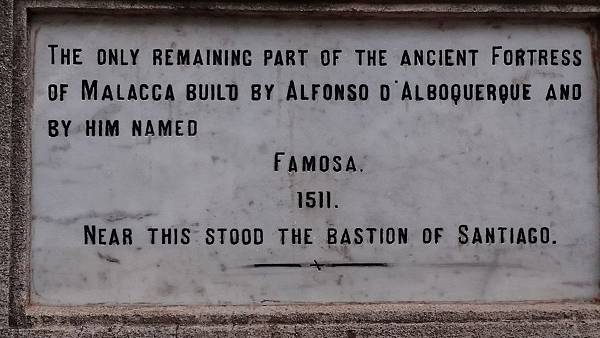 The only remaining part of the ancient Fortress
of Malacca build by Alfonso d'Alboquerque and
by him named
Famosa.
1511.
Near this stood the bastion of Santiago.